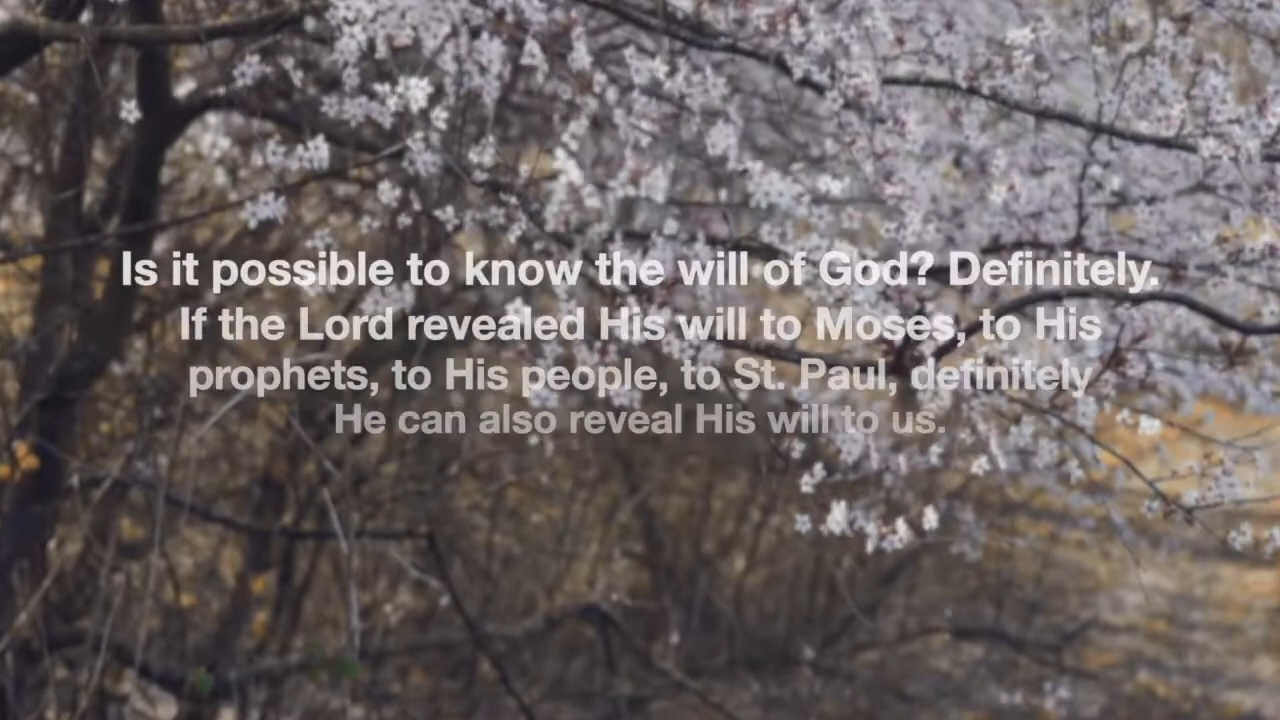 Is it possible to know the will of God? Definitely.
If the Lord revealed His will to Moses, to His
prophets, to His people, to St. Paul, definitely
He can also reveal His will to us.